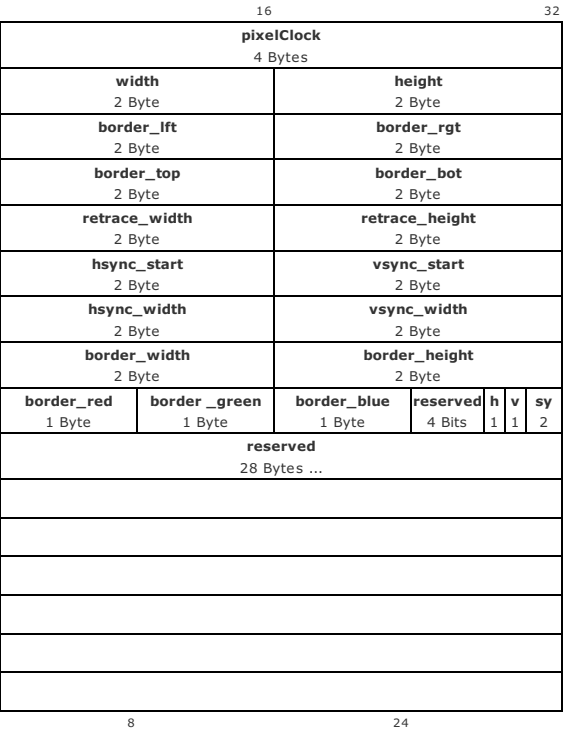 16 32
pixelClock
4 Bytes
width height
2 Byte 2 Byte
border_lft border_rgt
2 Byte 2 Byte
border_top border_bot
2 Byte 2 Byte
retrace_width retrace_height
2 Byte 2 Byte
hsync_start vsync_start
2 Byte 2 Byte
hsync_width vsync_width
2 Byte 2 Byte
border_width border_height
2 Byte 2 Byte
border_red border _green border_blue reserved h v sy
1 Byte 1 Byte 1 Byte 4 Bits 1 1 2
reserved
28 Bytes ...
8 24